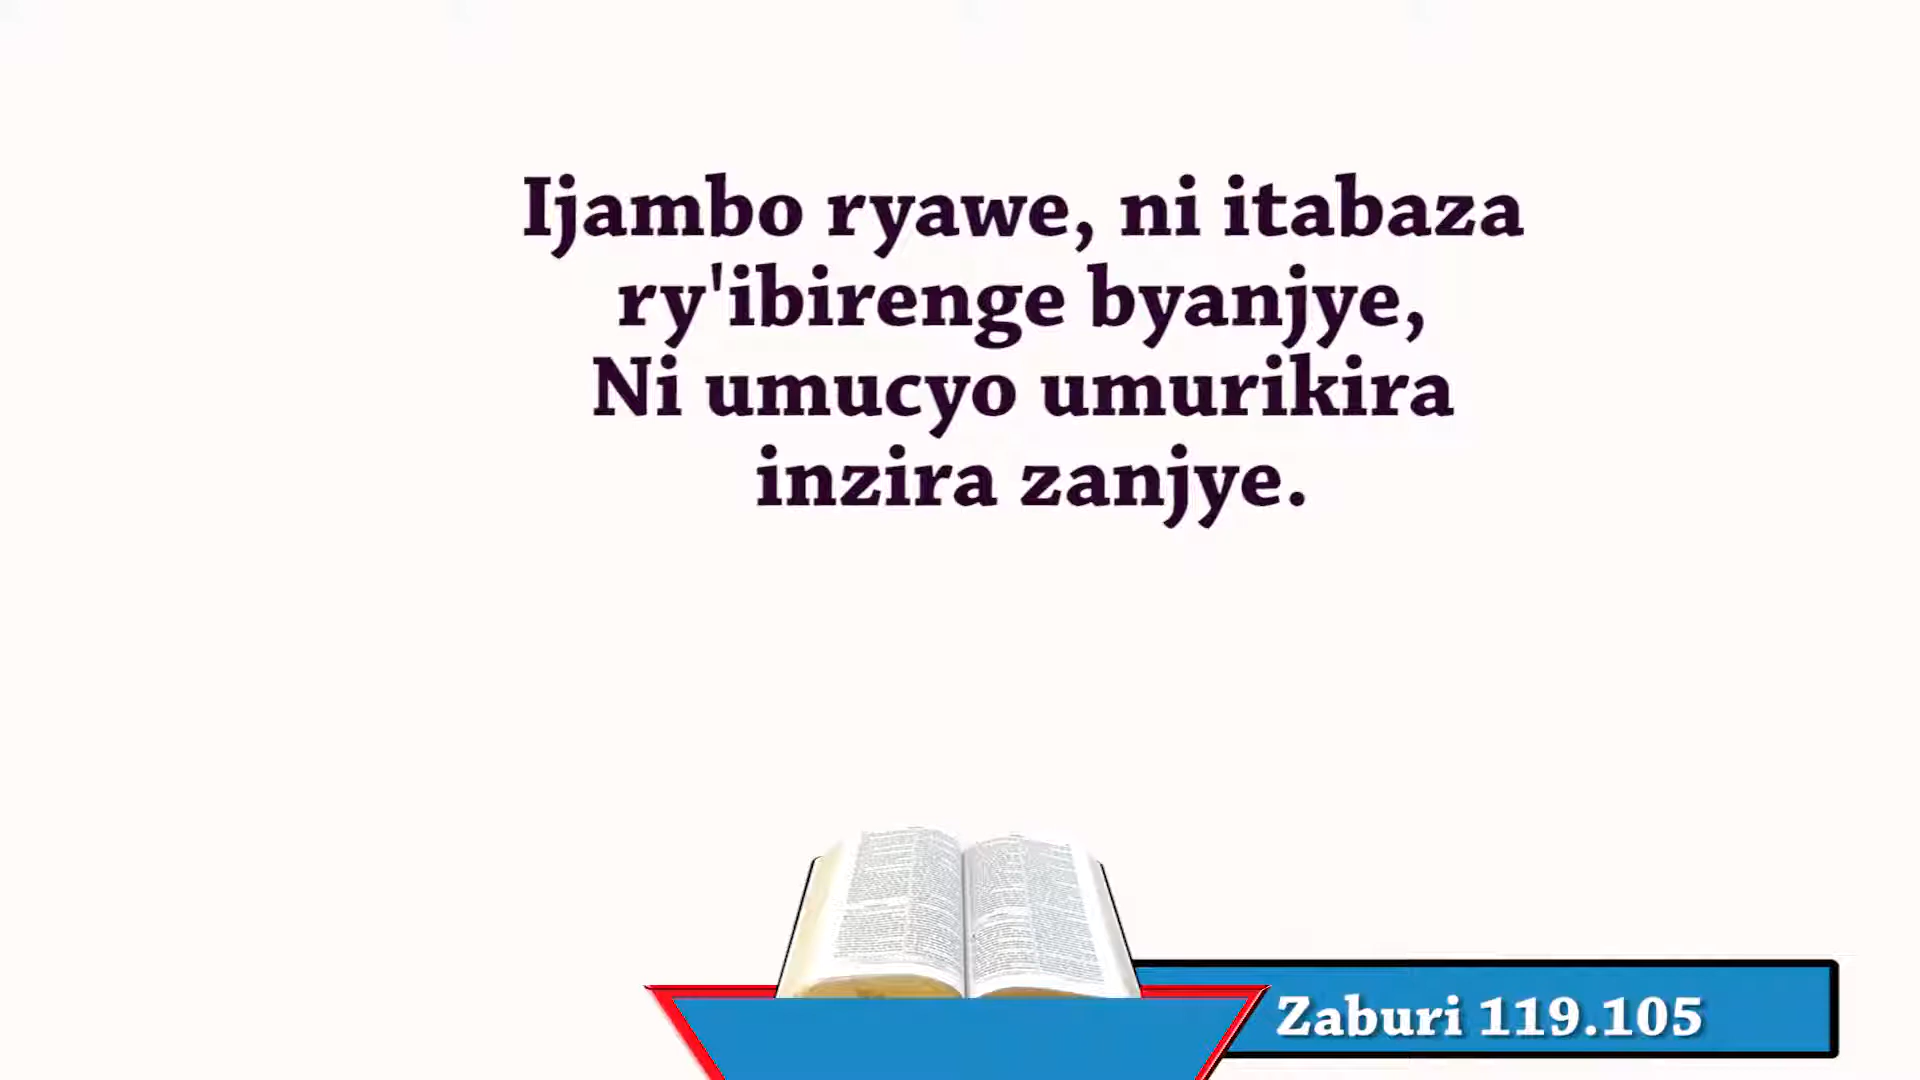 Ijambo ryawe, ni itabaza
ry'ibirenge byanjye,
Ni umucyo umurikira
inzira zanjye.
Zaburi 119.105